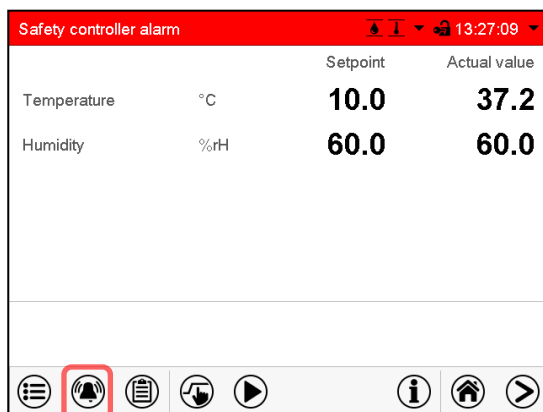 Safety controller alarm 13:27:09
Setpoint Actual value
Temperature °C 10.0 37.2
Humidity %rH 60.0 60.0